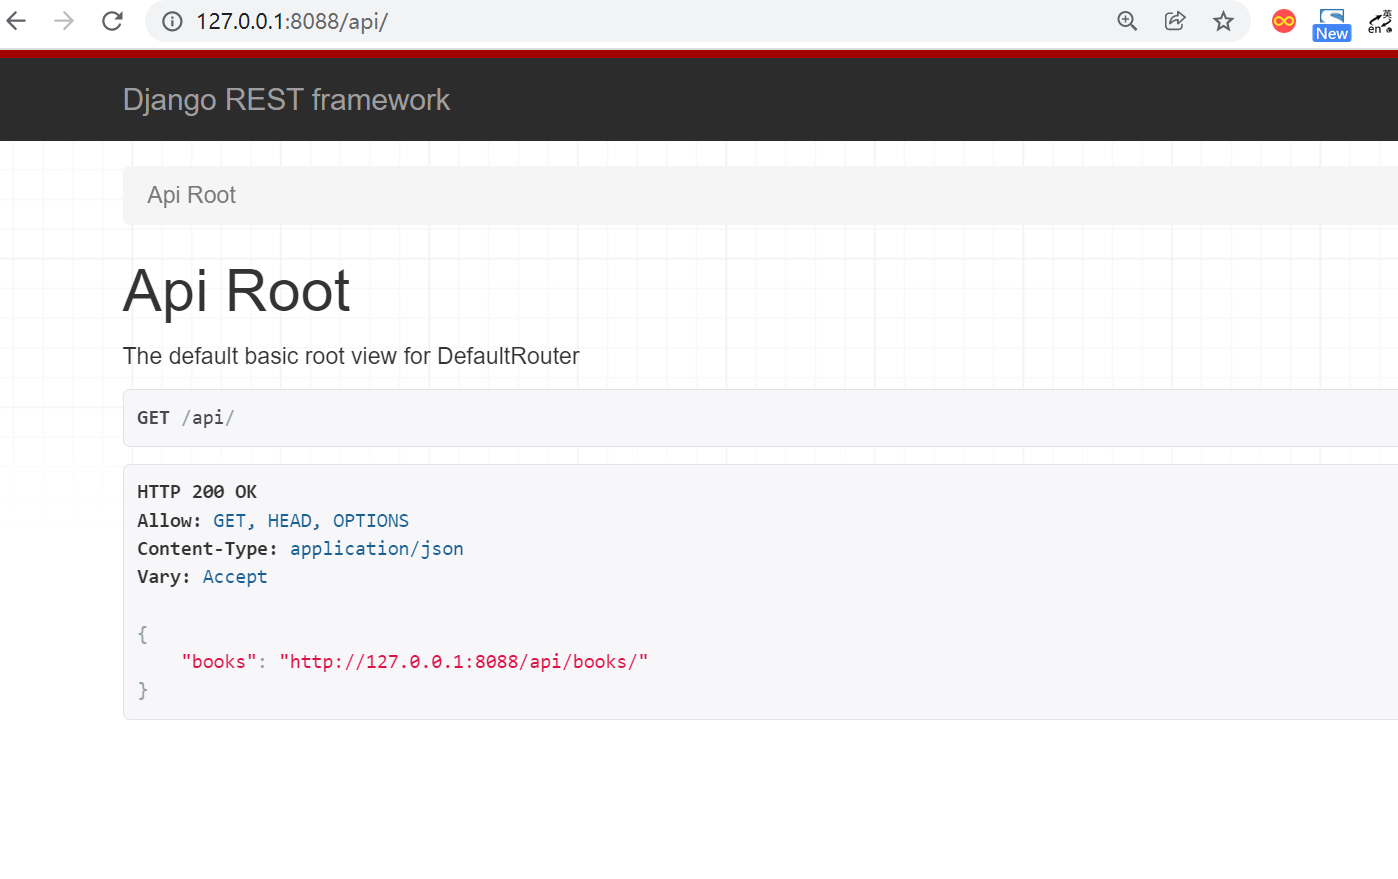 127.0.0.1:8088/api/
New
英
en
Django REST framework
Api Root
Api Root
The default basic root view for DefaultRouter
GET /api/
HTTP 200 OK
Allow: GET, HEAD, OPTIONS
Content-Type: application/json
Vary: Accept
{
"books": "http://127.0.0.1:8088/api/books/"
}